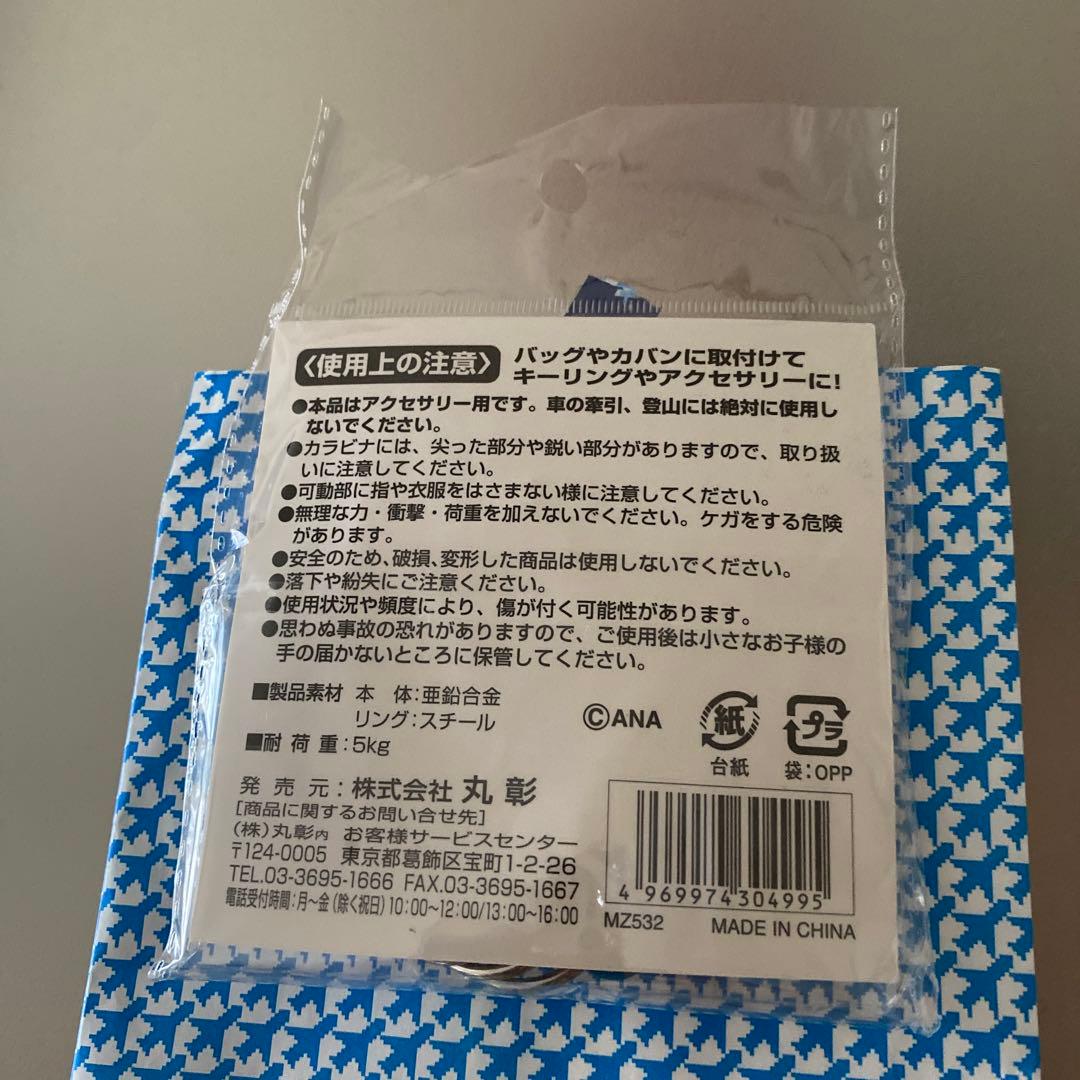 〈使用上の注意〉
バッグやカバンに取付けて
キーリングやアクセサリーに!
●本品はアクセサリー用です。車の牽引、登山には絶対に使用し
ないでください。
●カラビナには、尖った部分や鋭い部分がありますので、取り扱
いに注意してください。
●可動部に指や衣服をはさまない様に注意してください。
●無理な力・衝撃・荷重を加えないでください。ケガをする危険
があります。
●安全のため、破損、変形した商品は使用しないでください。
●落下や紛失にご注意ください。
●使用状況や頻度により、傷が付く可能性があります。
●思わぬ事故の恐れがありますので、ご使用後は小さなお子様の
手の届かないところに保管してください。
■製品素材 本 体:亜鉛合金
リング:スチール
■耐 荷 重:5kg
©ANA
紙
台紙
プラ
袋:OPP
発 売 元:株式会社 丸 彰
[商品に関するお問い合せ先]
(株)丸彰内 お客様サービスセンター
〒124-0005 東京都葛飾区宝町1-2-26
TEL.03-3695-1666 FAX.03-3695-1667
電話受付時間:月~金(除く祝日)10:00~12:00/13:00~16:00
4 969974 304995
MZ532 MADE IN CHINA